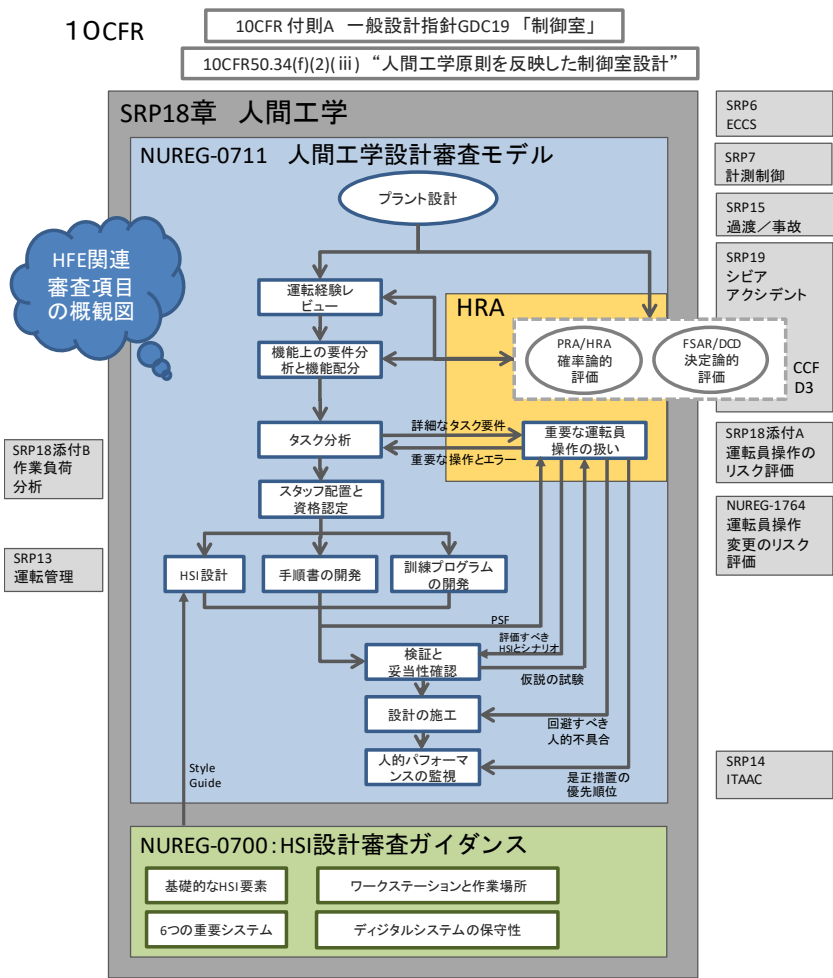 10CFR
10CFR 付則A 一般設計指針GDC19 「制御室」
10CFR50.34(f)(2)(ⅲ) “人間工学原則を反映した制御室設計”
SRP18章 人間工学
NUREG-0711 人間工学設計審査モデル
プラント設計
HFE関連
審査項目
の概観図
運転経験レ
ビュー
機能上の要件分
析と機能配分
HRA
PRA/HRA
確率論的
評価
FSAR/DCD
決定論的
評価
タスク分析
詳細なタスク要件
重要な操作とエラー
重要な運転員
操作の扱い
スタッフ配置と
資格認定
HSI設計
手順書の開発
訓練プログラム
の開発
PSF
評価すべき
HSIとシナリオ
検証と
妥当性確認
仮説の試験
設計の施工
回避すべき
人的不具合
人的パフォーマ
ンスの監視
是正措置の
優先順位
Style
Guide
NUREG-0700:HSI設計審査ガイダンス
基礎的なHSI要素
ワークステーションと作業場所
6つの重要システム
ディジタルシステムの保守性
SRP18添付B
作業負荷
分析
SRP13
運転管理
SRP6
ECCS
SRP7
計測制御
SRP15
過渡/事故
SRP19
シビア
アクシデント
CCF
D3
SRP18添付A
運転員操作の
リスク評価
NUREG-1764
運転員操作
変更のリスク
評価
SRP14
ITAAC